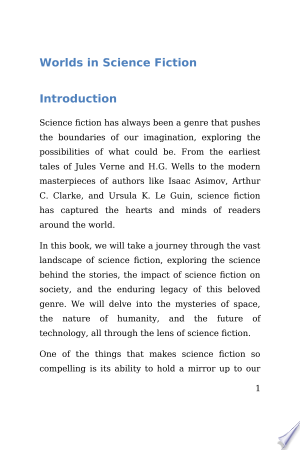 Worlds in Science Fiction
Introduction
Science fiction has always been a genre that pushes
the boundaries of our imagination, exploring the
possibilities of what could be. From the earliest
tales of Jules Verne and H.G. Wells to the modern
masterpieces of authors like Isaac Asimov, Arthur
C. Clarke, and Ursula K. Le Guin, science fiction
has captured the hearts and minds of readers
around the world.
In this book, we will take a journey through the vast
landscape of science fiction, exploring the science
behind the stories, the impact of science fiction on
society, and the enduring legacy of this beloved
genre. We will delve into the mysteries of space,
the nature of humanity, and the future of
technology, all through the lens of science fiction.
One of the things that makes science fiction so
compelling is its ability to hold a mirror up to our
1